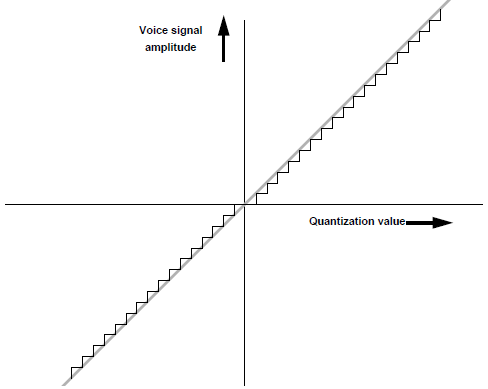 Voice signal
amplitude
Quantization value